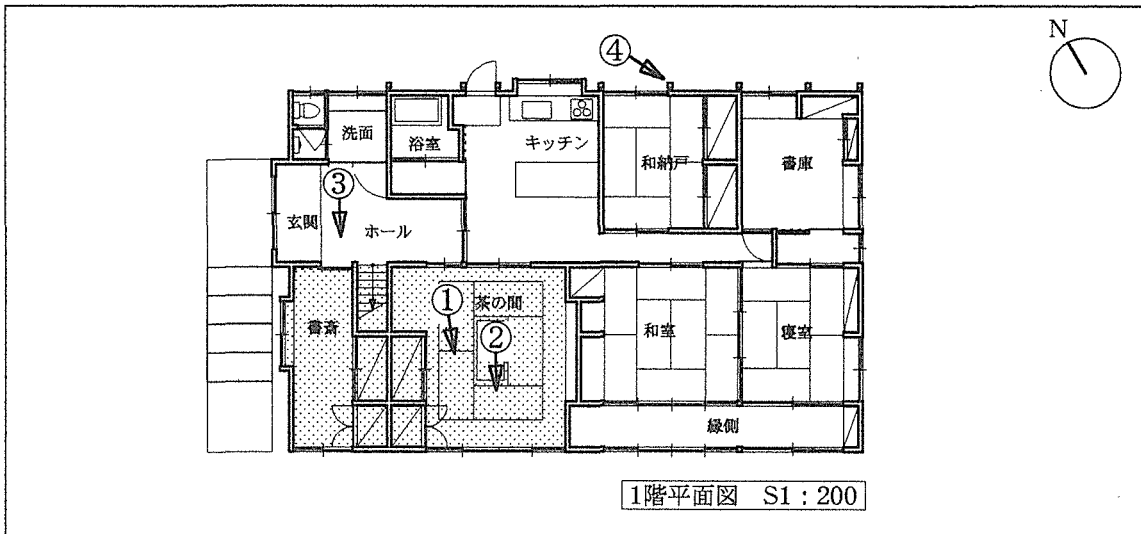 N
④
洗面
浴室
キッチン
和納戸
書庫
③
玄関
ホール
①
茶の間
②
書斎
和室
寝室
縁側
1階平面図 S1:200